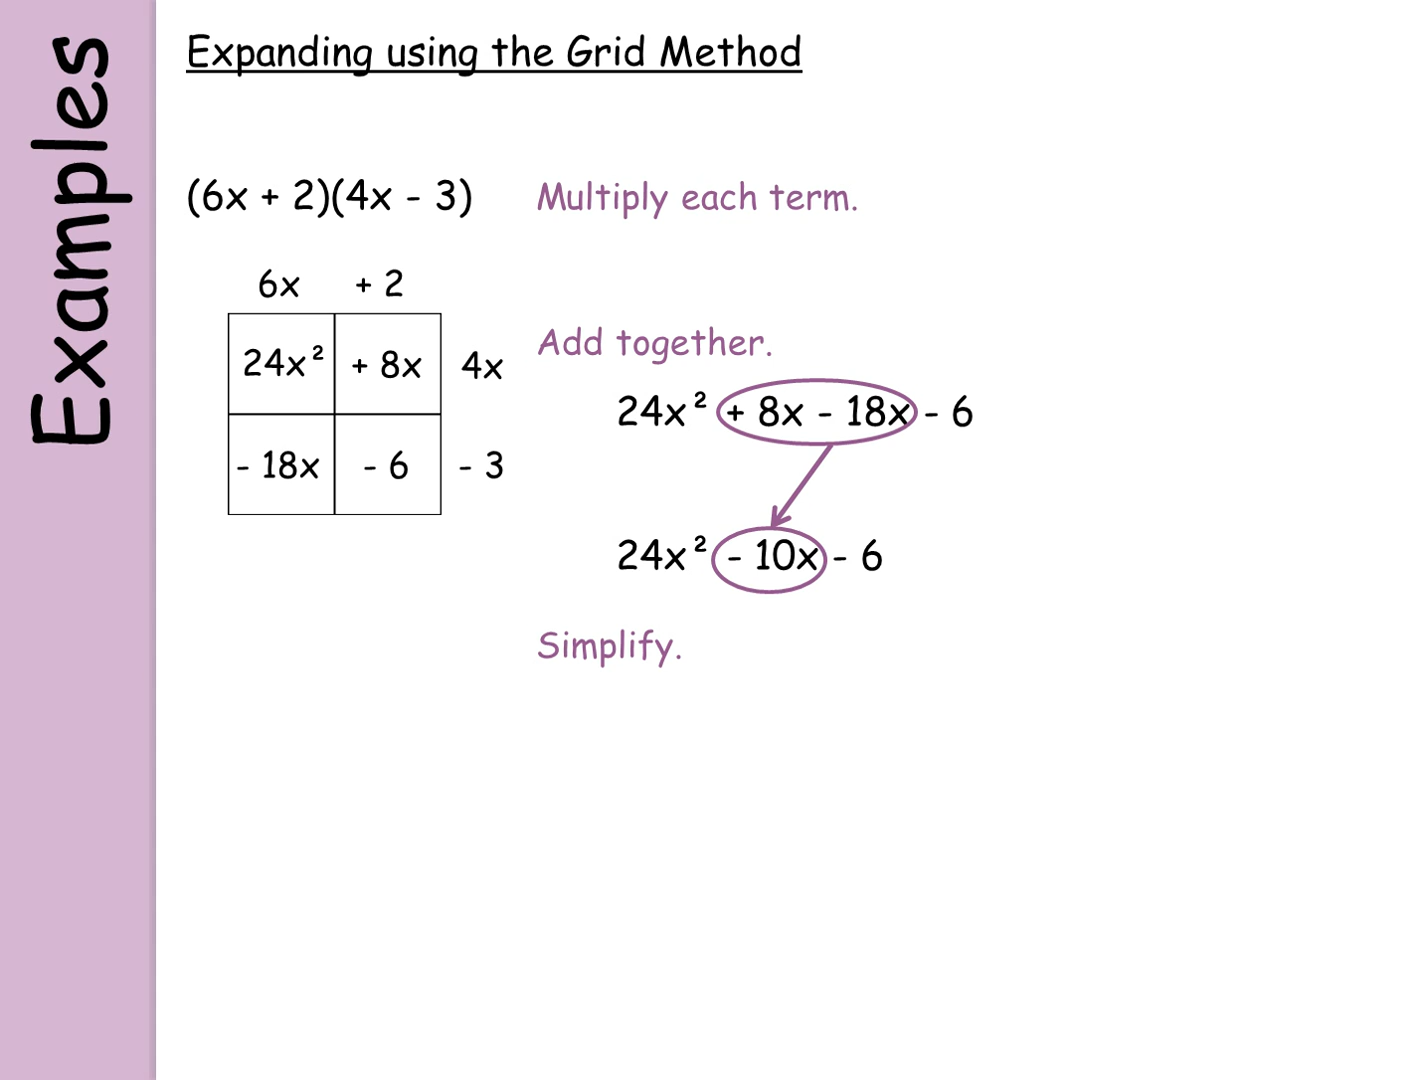 Examples
Expanding using the Grid Method
(6x + 2)(4x - 3) Multiply each term.
6x + 2
24x² + 8x 4x
- 18x - 6 - 3
Add together.
24x² + 8x - 18x - 6
24x² - 10x - 6
Simplify.